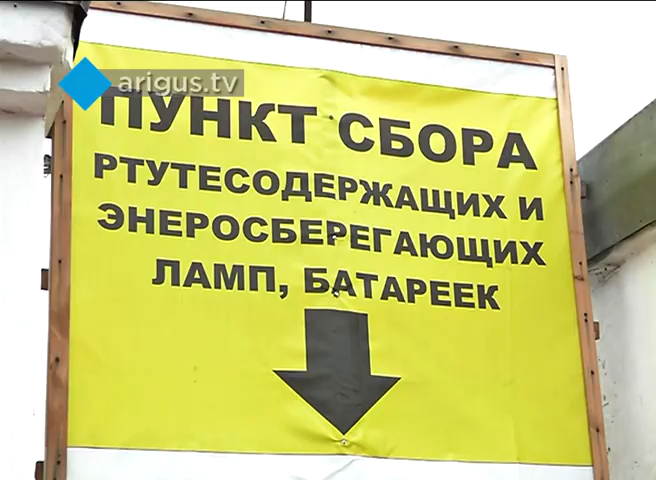 arigus.tv
ПУНКТ СБОРА
РТУТЕСОДЕРЖАЩИХ И
ЭНЕРОСБЕРЕГАЮЩИХ
ЛАМП, БАТАРЕЕК